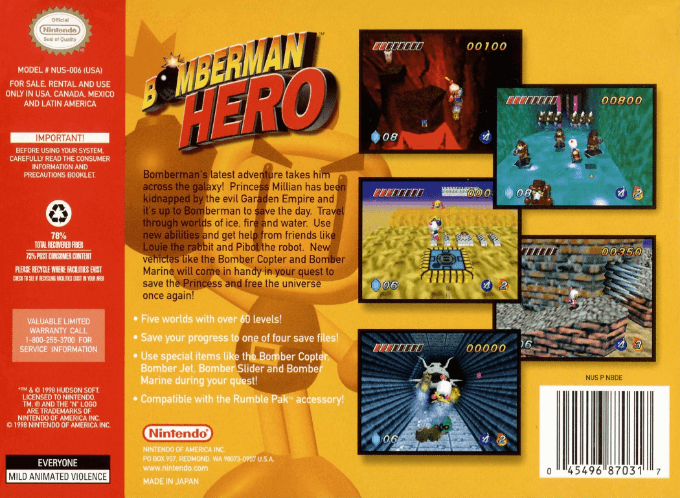 Official
Nintendo
Seal of Quality
MODEL # NUS-006 (USA)
FOR SALE, RENTAL AND USE
ONLY IN USA, CANADA, MEXICO
AND LATIN AMERICA
IMPORTANT!
BEFORE USING YOUR SYSTEM,
CAREFULLY READ THE CONSUMER
INFORMATION AND
PRECAUTIONS BOOKLET.
78%
TOTAL RECOVERED FIBER
75% POST CONSUMER CONTENT
PLEASE RECYCLE WHERE FACILITIES EXIST
VALUABLE LIMITED
WARRANTY CALL
1-800-255-3700 FOR
SERVICE INFORMATION
™ & © 1998 HUDSON SOFT.
LICENSED TO NINTENDO.
TM, ® AND THE "N" LOGO
ARE TRADEMARKS OF
NINTENDO OF AMERICA INC.
© 1998 NINTENDO OF AMERICA INC.
EVERYONE
MILD ANIMATED VIOLENCE
BOMBERMAN
HERO
Bomberman's latest adventure takes him
across the galaxy! Princess Millian has been
kidnapped by the evil Garaden Empire and
it's up to Bomberman to save the day. Travel
through worlds of ice, fire and water. Use
new abilities and get help from friends like
Louie the rabbit and Pibot the robot. New
vehicles like the Bomber Copter and Bomber
Marine will come in handy in your quest to
save the Princess and free the universe
once again!
• Five worlds with over 60 levels!
• Save your progress to one of four save files!
• Use special items like the Bomber Copter,
Bomber Jet, Bomber Slider and Bomber
Marine during your quest!
• Compatible with the Rumble Pak™ accessory!
Nintendo®
NINTENDO OF AMERICA INC.
PO BOX 957, REDMOND, WA 98073-0957 U.S.A.
www.nintendo.com
MADE IN JAPAN
00100
08
00800
08
000
06
00350
06
00000
06
NUS P NBDE
0 45496 87031 7